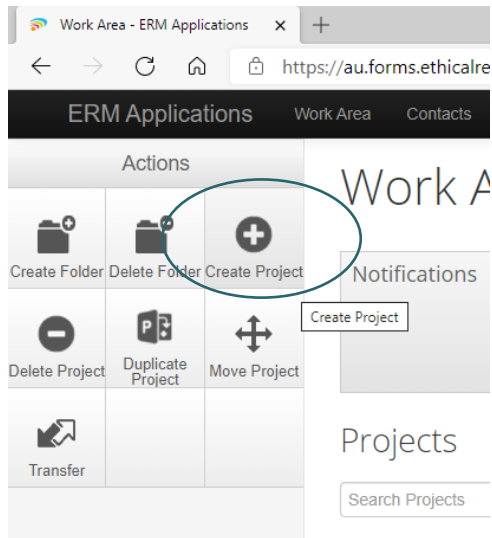 Work Area - ERM Applications
https://au.forms.ethicalre
ERM Applications Work Area Contacts
Actions
Work A
Create Folder Delete Folder Create Project
Notifications
Create Project
Delete Project Duplicate Project Move Project
Transfer
Projects
Search Projects